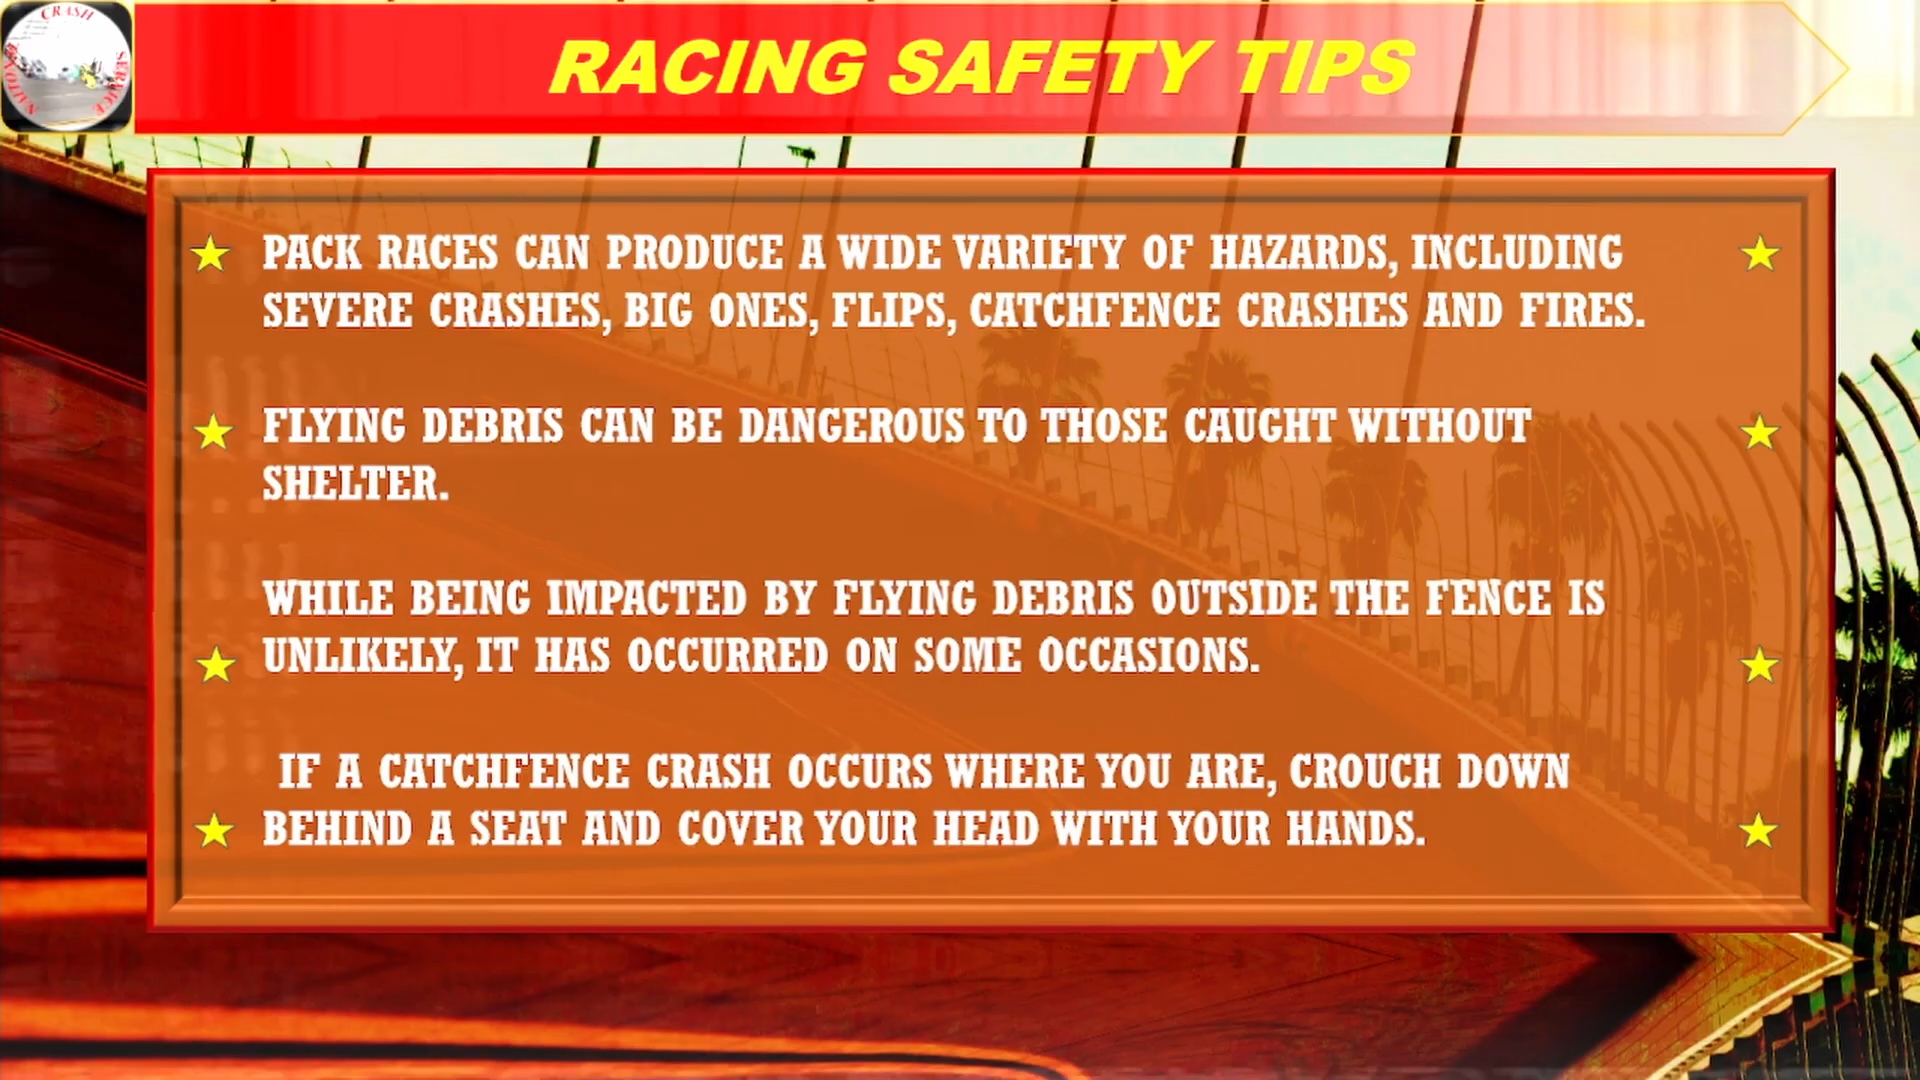 CRASH
SERVICE
RACING SAFETY TIPS
PACK RACES CAN PRODUCE A WIDE VARIETY OF HAZARDS, INCLUDING
SEVERE CRASHES, BIG ONES, FLIPS, CATCHFENCE CRASHES AND FIRES.
FLYING DEBRIS CAN BE DANGEROUS TO THOSE CAUGHT WITHOUT
SHELTER.
WHILE BEING IMPACTED BY FLYING DEBRIS OUTSIDE THE FENCE IS
UNLIKELY, IT HAS OCCURRED ON SOME OCCASIONS.
IF A CATCHFENCE CRASH OCCURS WHERE YOU ARE, CROUCH DOWN
BEHIND A SEAT AND COVER YOUR HEAD WITH YOUR HANDS.